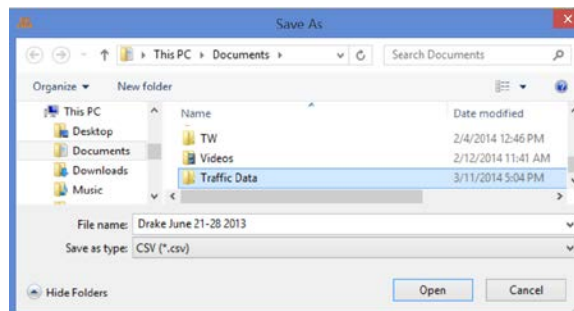 Save As
This PC Documents Search Documents
Organize New folder
This PC Name Date modified
Desktop TW 2/4/2014 12:46 PM
Documents Videos 2/12/2014 11:41 AM
Downloads Traffic Data 3/11/2014 5:04 PM
Music
File name: Drake June 21-28 2013
Save as type: CSV (*.csv)
Hide Folders Open Cancel